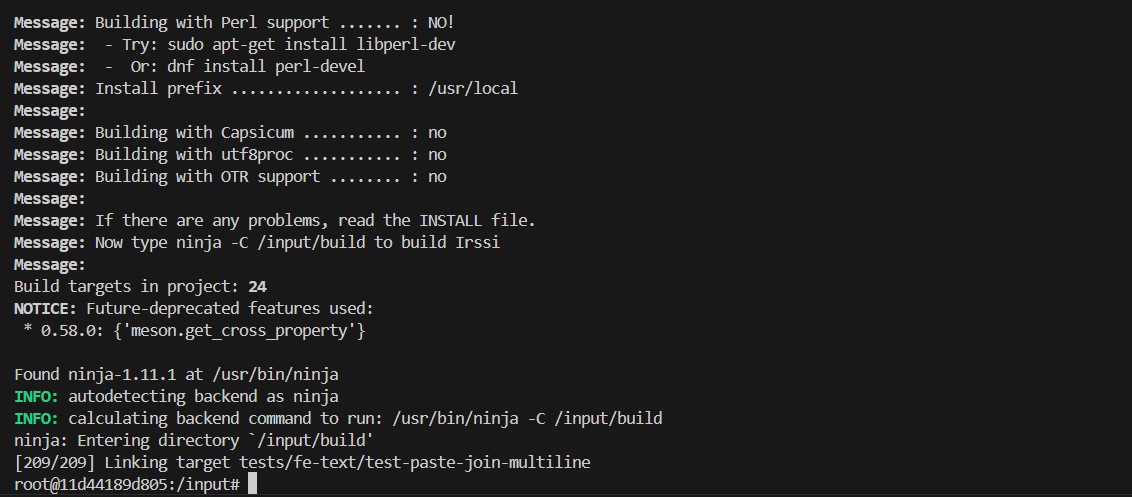 Message: Building with Perl support ....... : NO!
Message:  - Try: sudo apt-get install libperl-dev
Message:  -  Or: dnf install perl-devel
Message: Install prefix ................... : /usr/local
Message:
Message: Building with Capsicum ........... : no
Message: Building with utf8proc ........... : no
Message: Building with OTR support ........ : no
Message:
Message: If there are any problems, read the INSTALL file.
Message: Now type ninja -C /input/build to build Irssi
Message:
Build targets in project: 24
NOTICE: Future-deprecated features used:
 * 0.58.0: {'meson.get_cross_property'}

Found ninja-1.11.1 at /usr/bin/ninja
INFO: autodetecting backend as ninja
INFO: calculating backend command to run: /usr/bin/ninja -C /input/build
ninja: Entering directory `/input/build'
[209/209] Linking target tests/fe-text/test-paste-join-multiline
root@11d44189d805:/input#